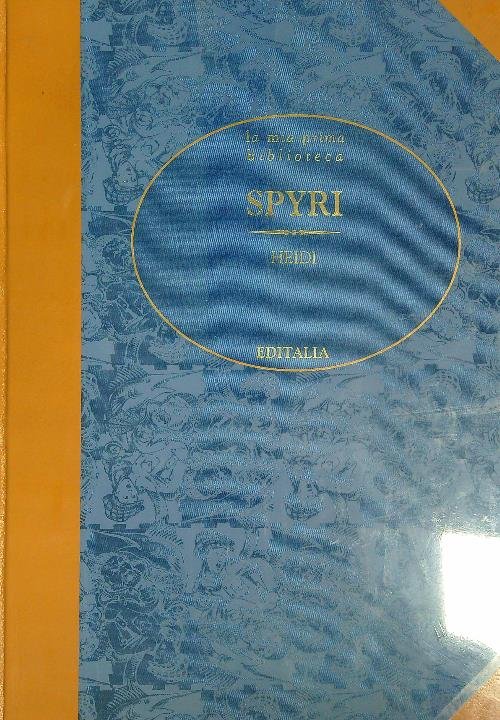 la mia prima
biblioteca
SPYRI
HEIDI
EDITALIA